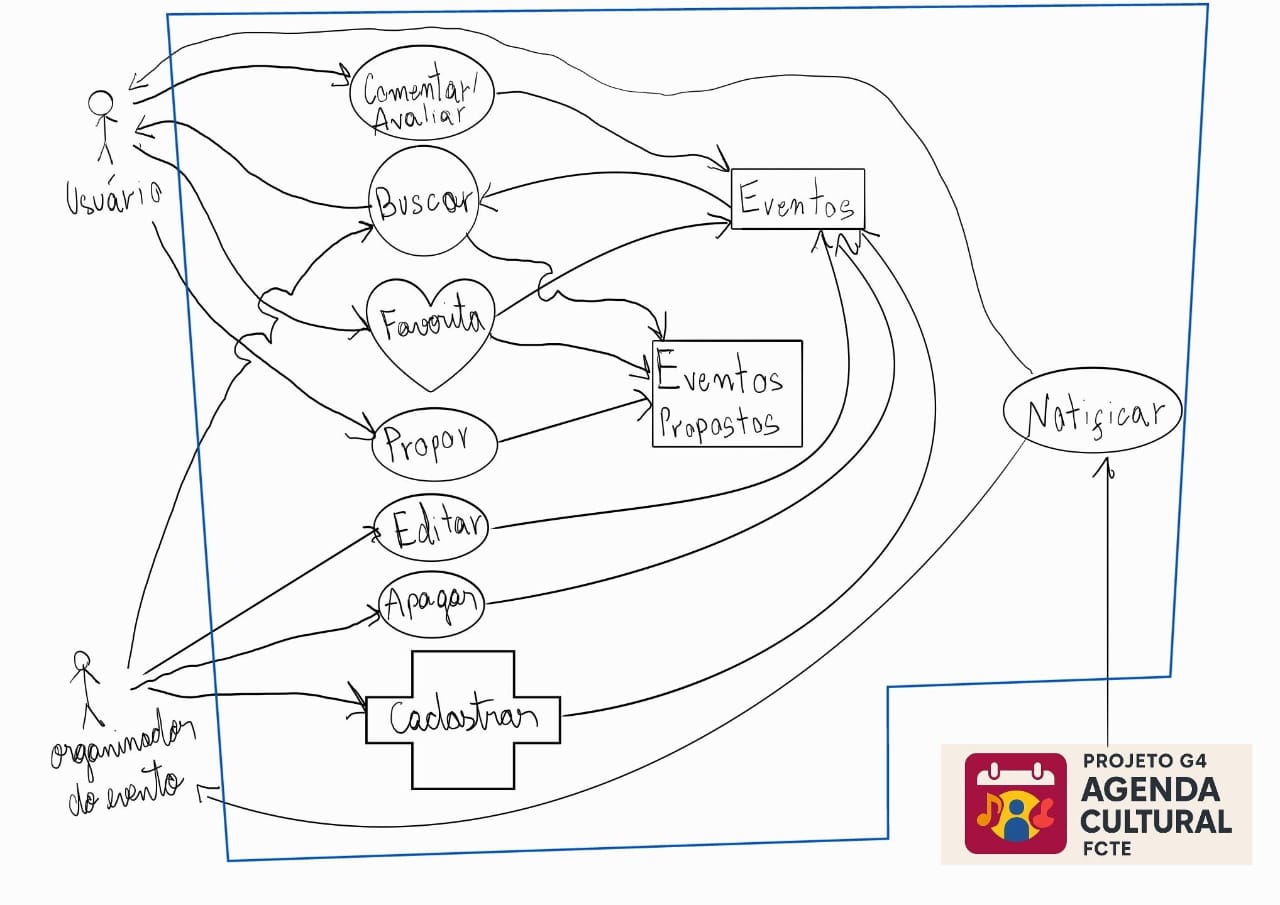 Comentar/
Avaliar
Usuário
Buscar
Eventos
Favorita
Eventos
Propostos
Propor
Notificar
Editar
Apagar
Cadastrar
organizador
do evento
PROJETO G4
AGENDA
CULTURAL
FCTE